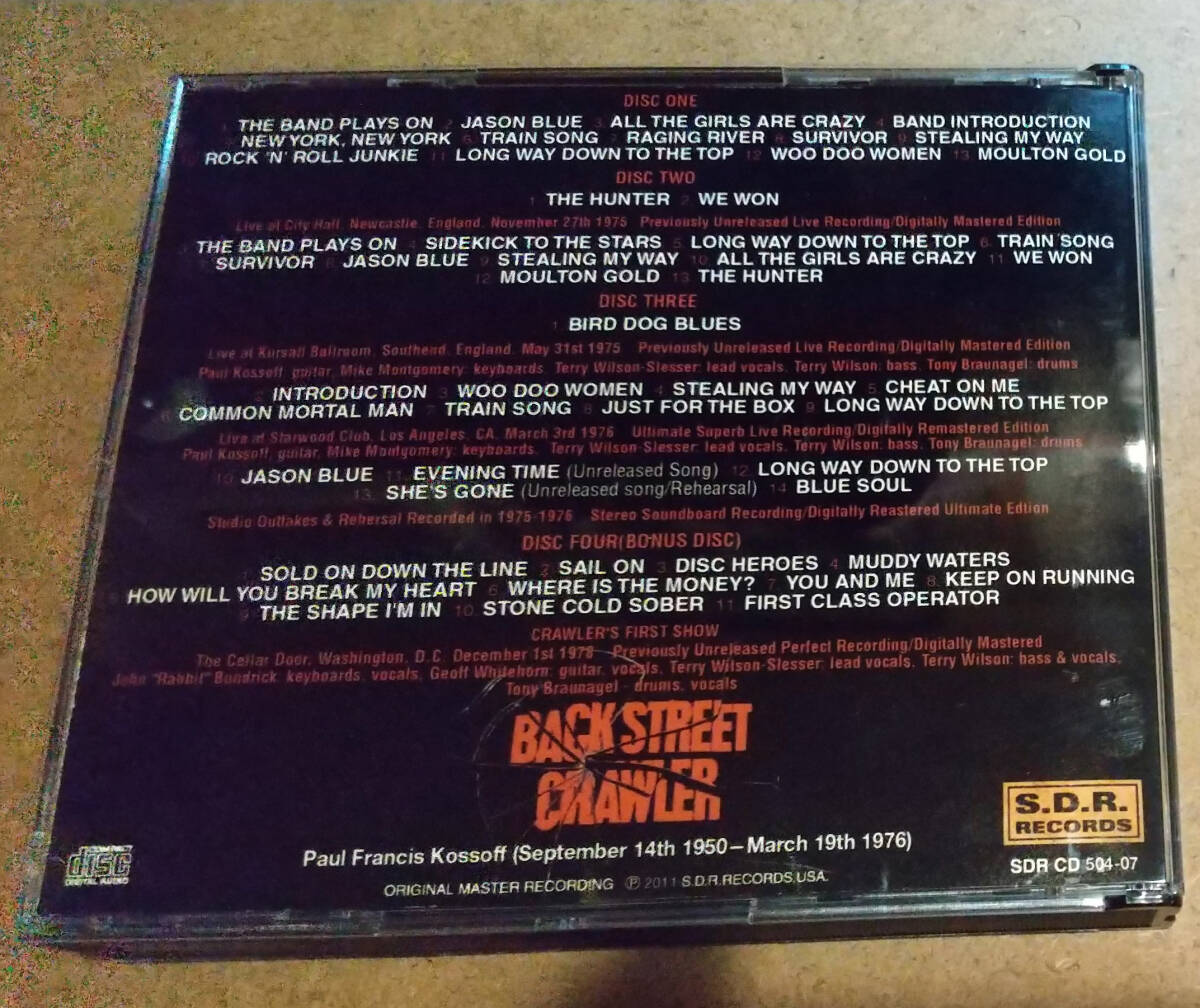 DISC ONE
1 THE BAND PLAYS ON 2 JASON BLUE 3 ALL THE GIRLS ARE CRAZY 4 BAND INTRODUCTION
NEW YORK, NEW YORK 6 TRAIN SONG 7 RAGING RIVER 8 SURVIVOR 9 STEALING MY WAY
10 ROCK 'N' ROLL JUNKIE 11 LONG WAY DOWN TO THE TOP 12 WOO DOO WOMEN 13 MOULTON GOLD
DISC TWO
1 THE HUNTER 2 WE WON
Live at City Hall, Newcastle, England, November 27th 1975 Previously Unreleased Live Recording/Digitally Mastered Edition
3 THE BAND PLAYS ON 4 SIDEKICK TO THE STARS 5 LONG WAY DOWN TO THE TOP 6 TRAIN SONG
SURVIVOR 8 JASON BLUE 9 STEALING MY WAY 10 ALL THE GIRLS ARE CRAZY 11 WE WON
12 MOULTON GOLD 13 THE HUNTER
DISC THREE
1 BIRD DOG BLUES
Live at Kursall Ballroom, Southend, England, May 31st 1975 Previously Unreleased Live Recording/Digitally Mastered Edition
Paul Kossoff, guitar, Mike Montgomery: keyboards, Terry Wilson-Slesser: lead vocals, Terry Wilson: bass, Tony Braunagel: drums
2 INTRODUCTION 3 WOO DOO WOMEN 4 STEALING MY WAY 5 CHEAT ON ME
6 COMMON MORTAL MAN 7 TRAIN SONG 8 JUST FOR THE BOX 9 LONG WAY DOWN TO THE TOP
Live at Starwood Club, Los Angeles, CA, March 3rd 1976 Ultimate Superb Live Recording/Digitally Remastered Edition
Paul Kossoff, guitar, Mike Montgomery: keyboards, Terry Wilson-Slesser: lead vocals, Terry Wilson: bass, Tony Braunagel: drums
10 JASON BLUE 11 EVENING TIME (Unreleased Song) 12 LONG WAY DOWN TO THE TOP
13 SHE'S GONE (Unreleased song/Rehearsal) 14 BLUE SOUL
Studio Outtakes & Rehersal Recorded in 1975-1976 Stereo Soundboard Recording/Digitally Reastered Ultimate Edition
DISC FOUR(BONUS DISC)
1 SOLD ON DOWN THE LINE 2 SAIL ON 3 DISC HEROES 4 MUDDY WATERS
5 HOW WILL YOU BREAK MY HEART 6 WHERE IS THE MONEY? 7 YOU AND ME 8. KEEP ON RUNNING
9 THE SHAPE I'M IN 10 STONE COLD SOBER 11 FIRST CLASS OPERATOR
CRAWLER'S FIRST SHOW
The Cellar Door, Washington, D.C. December 1st Previously Unreleased Perfect Recording/Digitally Mastered
John "Rabbit" Bundrick: keyboards, vocals, Geoff Whitehorn: guitar, vocals, Terry Wilson-Slesser: lead vocals, Terry Wilson: bass & vocals,
Tony Braunagel - drums, vocals
BACK STREET
CRAWLER
S.D.R.
RECORDS
Paul Francis Kossoff (September 14th 1950–March 19th 1976)
SDR CD 504-07
COMPACT
disc
DIGITAL AUDIO
ORIGINAL MASTER RECORDING ℗ 2011 S.D.R.RECORDS,USA.